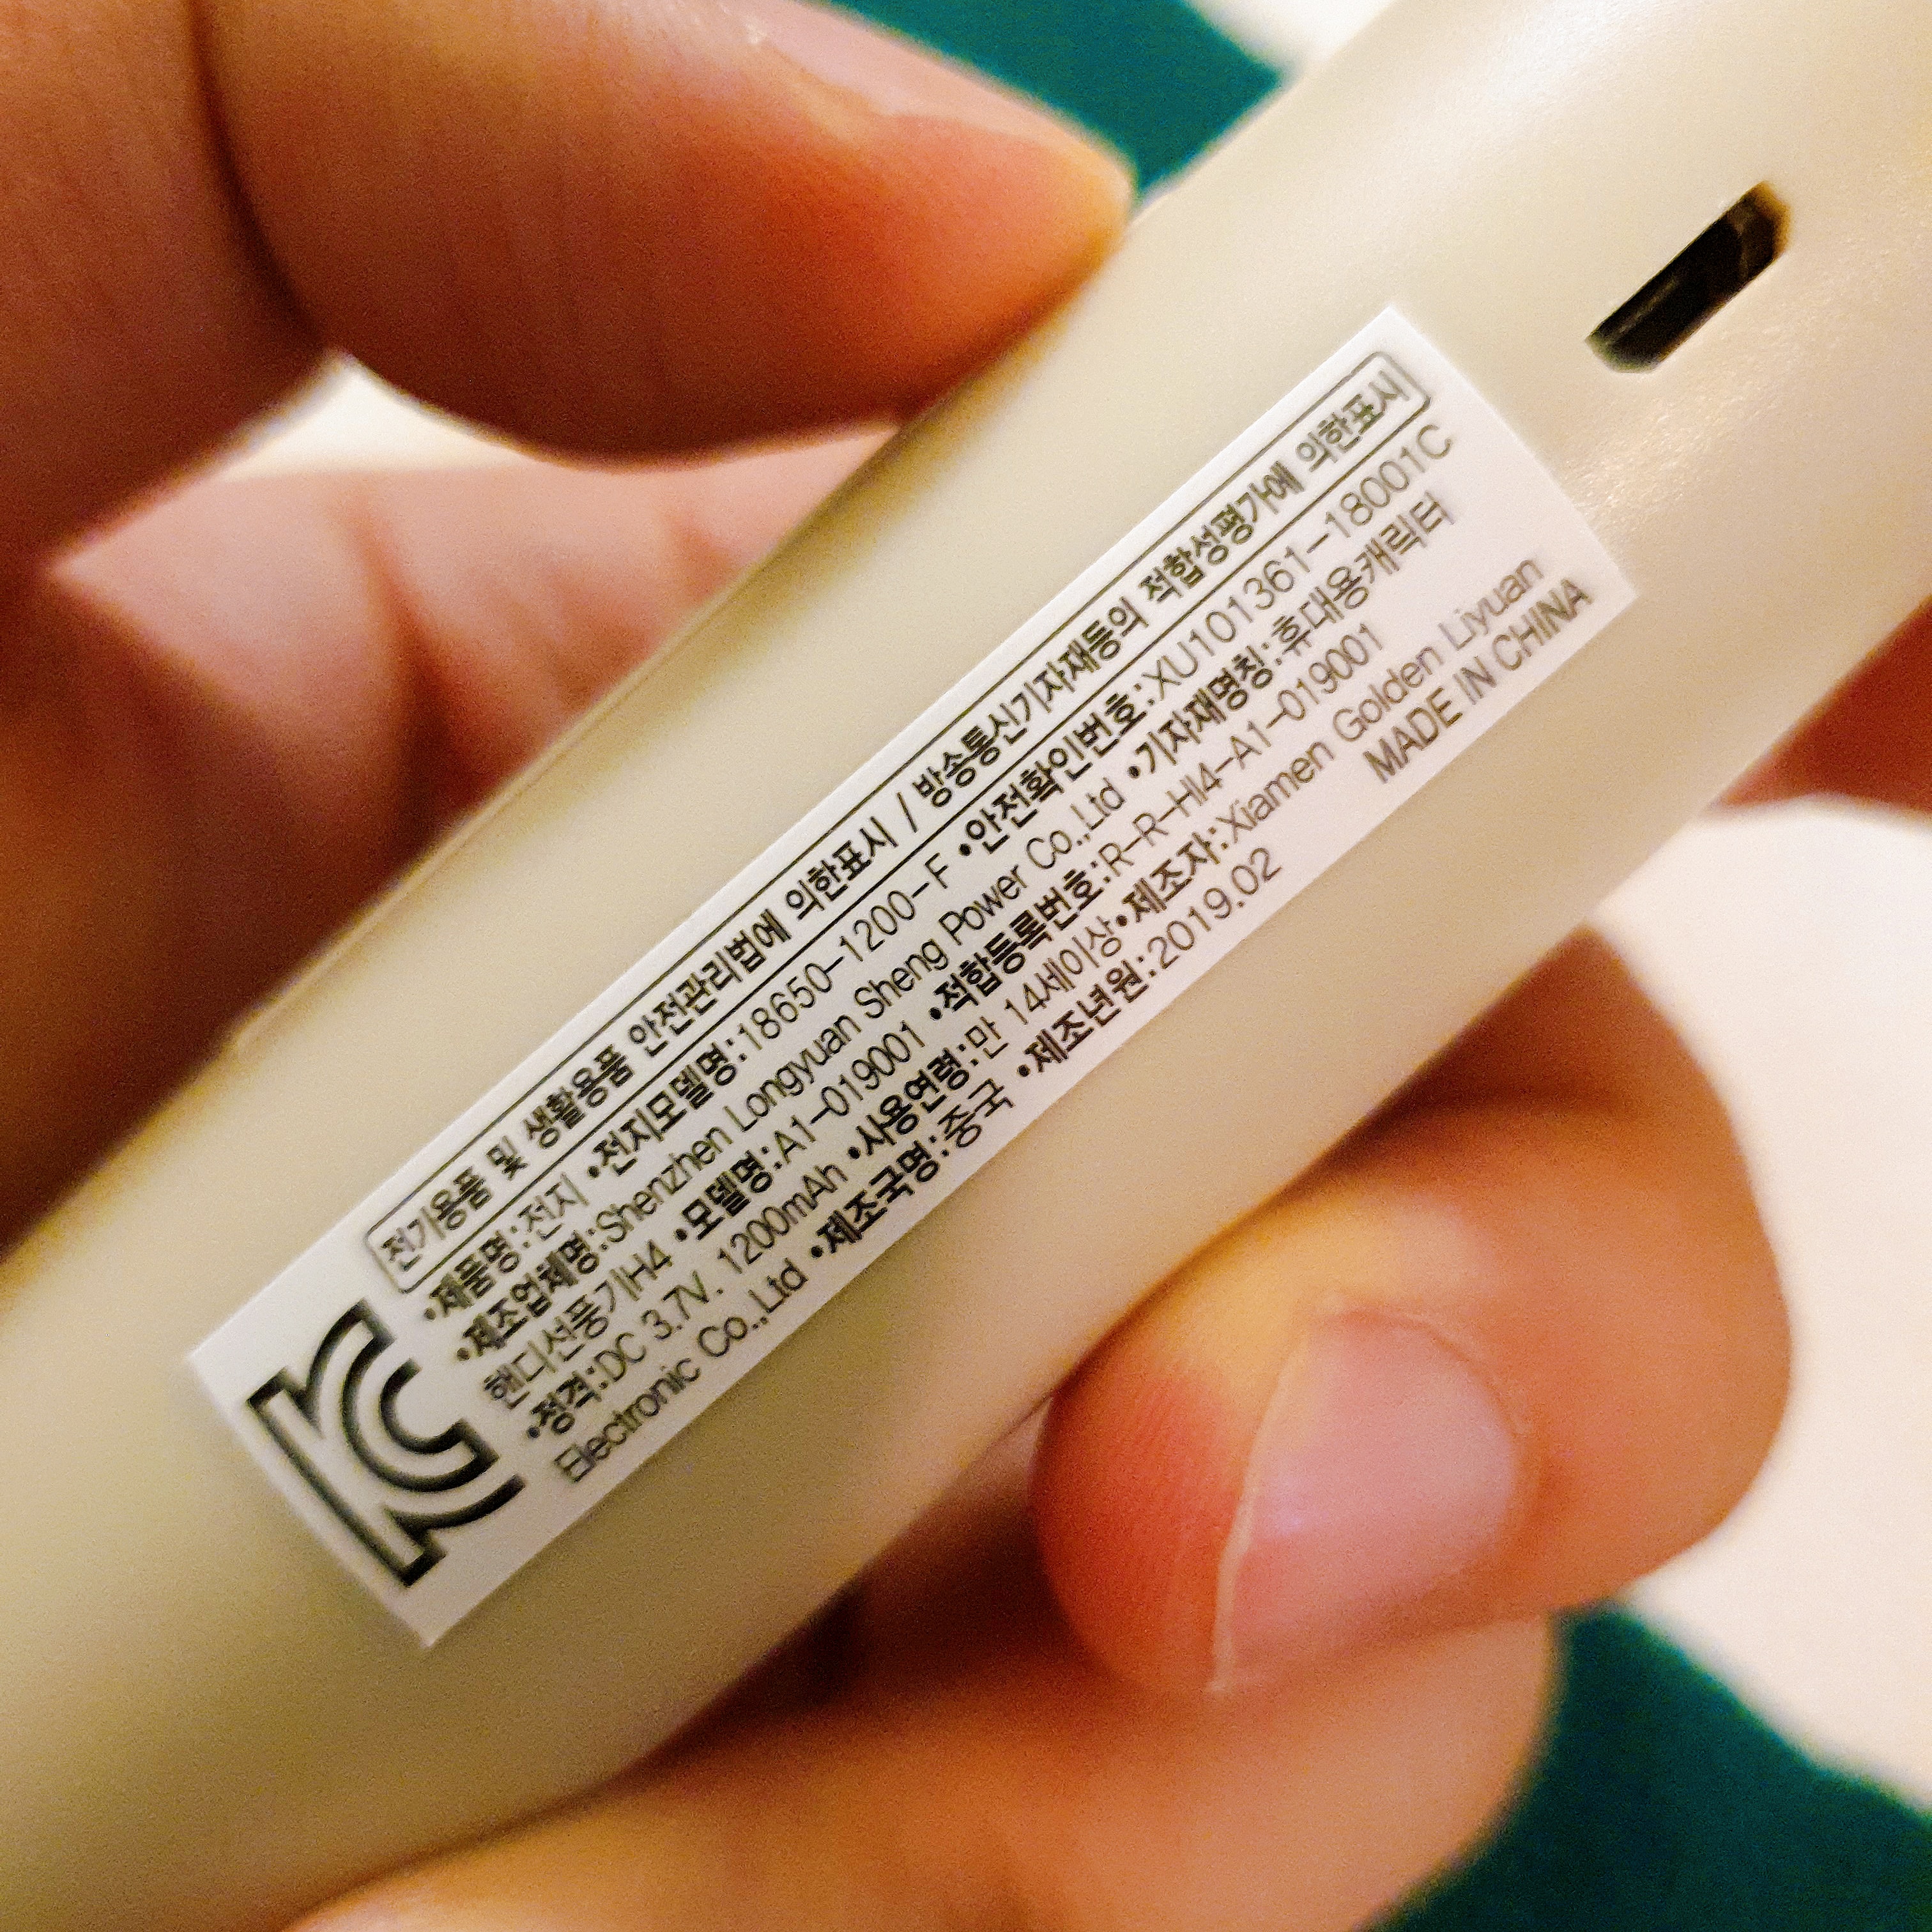 전기용품 및 생활용품 안전관리법에 의한표시 / 방송통신기자재등의 적합성평가에 의한표시
•제품명:전지 •전지모델명:18650-1200-F •안전확인번호:XU101361-18001C
•제조업체명:Shenzhen Longyuan Sheng Power Co.,Ltd •기자재명칭:휴대용캐릭터
핸디선풍기H4 •모델명:A1-019001 •적합등록번호:R-R-HI4-A1-019001
•정격:DC 3.7V. 1200mAh •사용연령:만 14세이상•제조자:Xiamen Golden Liyuan
Electronic Co.,Ltd •제조국명:중국 •제조년원:2019.02 MADE IN CHINA